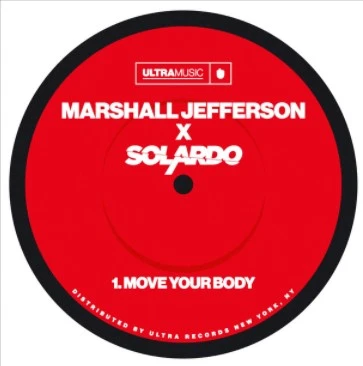 ULTRAMUSIC
MARSHALL JEFFERSON
X
SOLARDO
1. MOVE YOUR BODY
DISTRIBUTED BY ULTRA RECORDS NEW YORK, NY